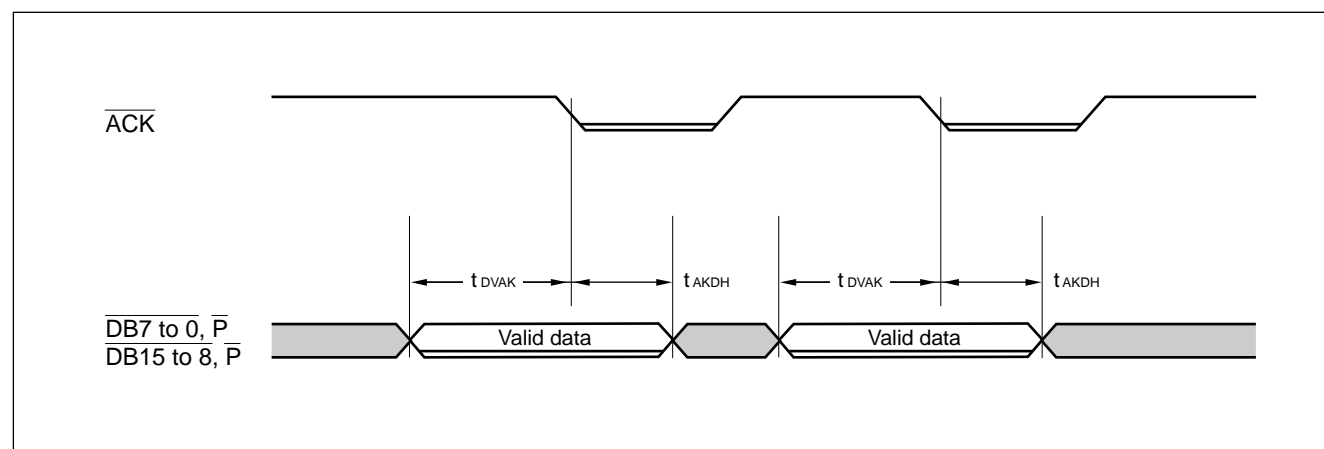 ACK
t DVAK t AKDH t DVAK t AKDH
DB7 to 0, P Valid data Valid data
DB15 to 8, P